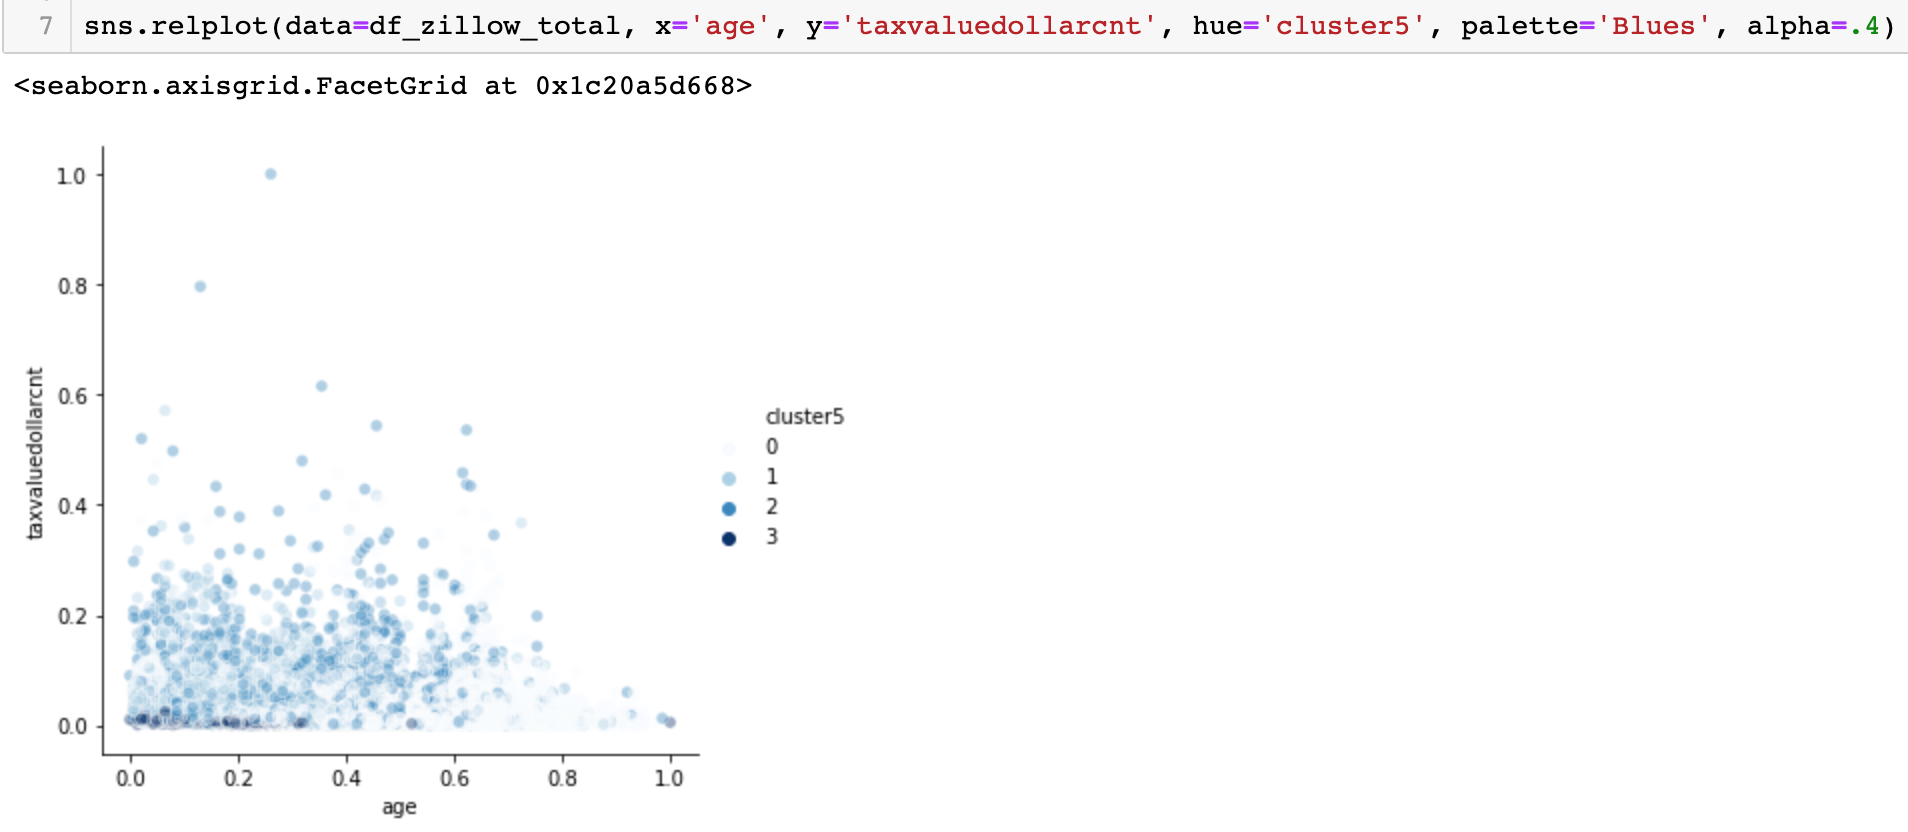 7 sns.relplot(data=df_zillow_total, x='age', y='taxvaluedollarcnt', hue='cluster5', palette='Blues', alpha=.4)
<seaborn.axisgrid.FacetGrid at 0x1c20a5d668>
1.0
0.8
0.6
0.4
0.2
0.0
taxvaluedollarcnt
0.0 0.2 0.4 0.6 0.8 1.0
age
cluster5
0
1
2
3